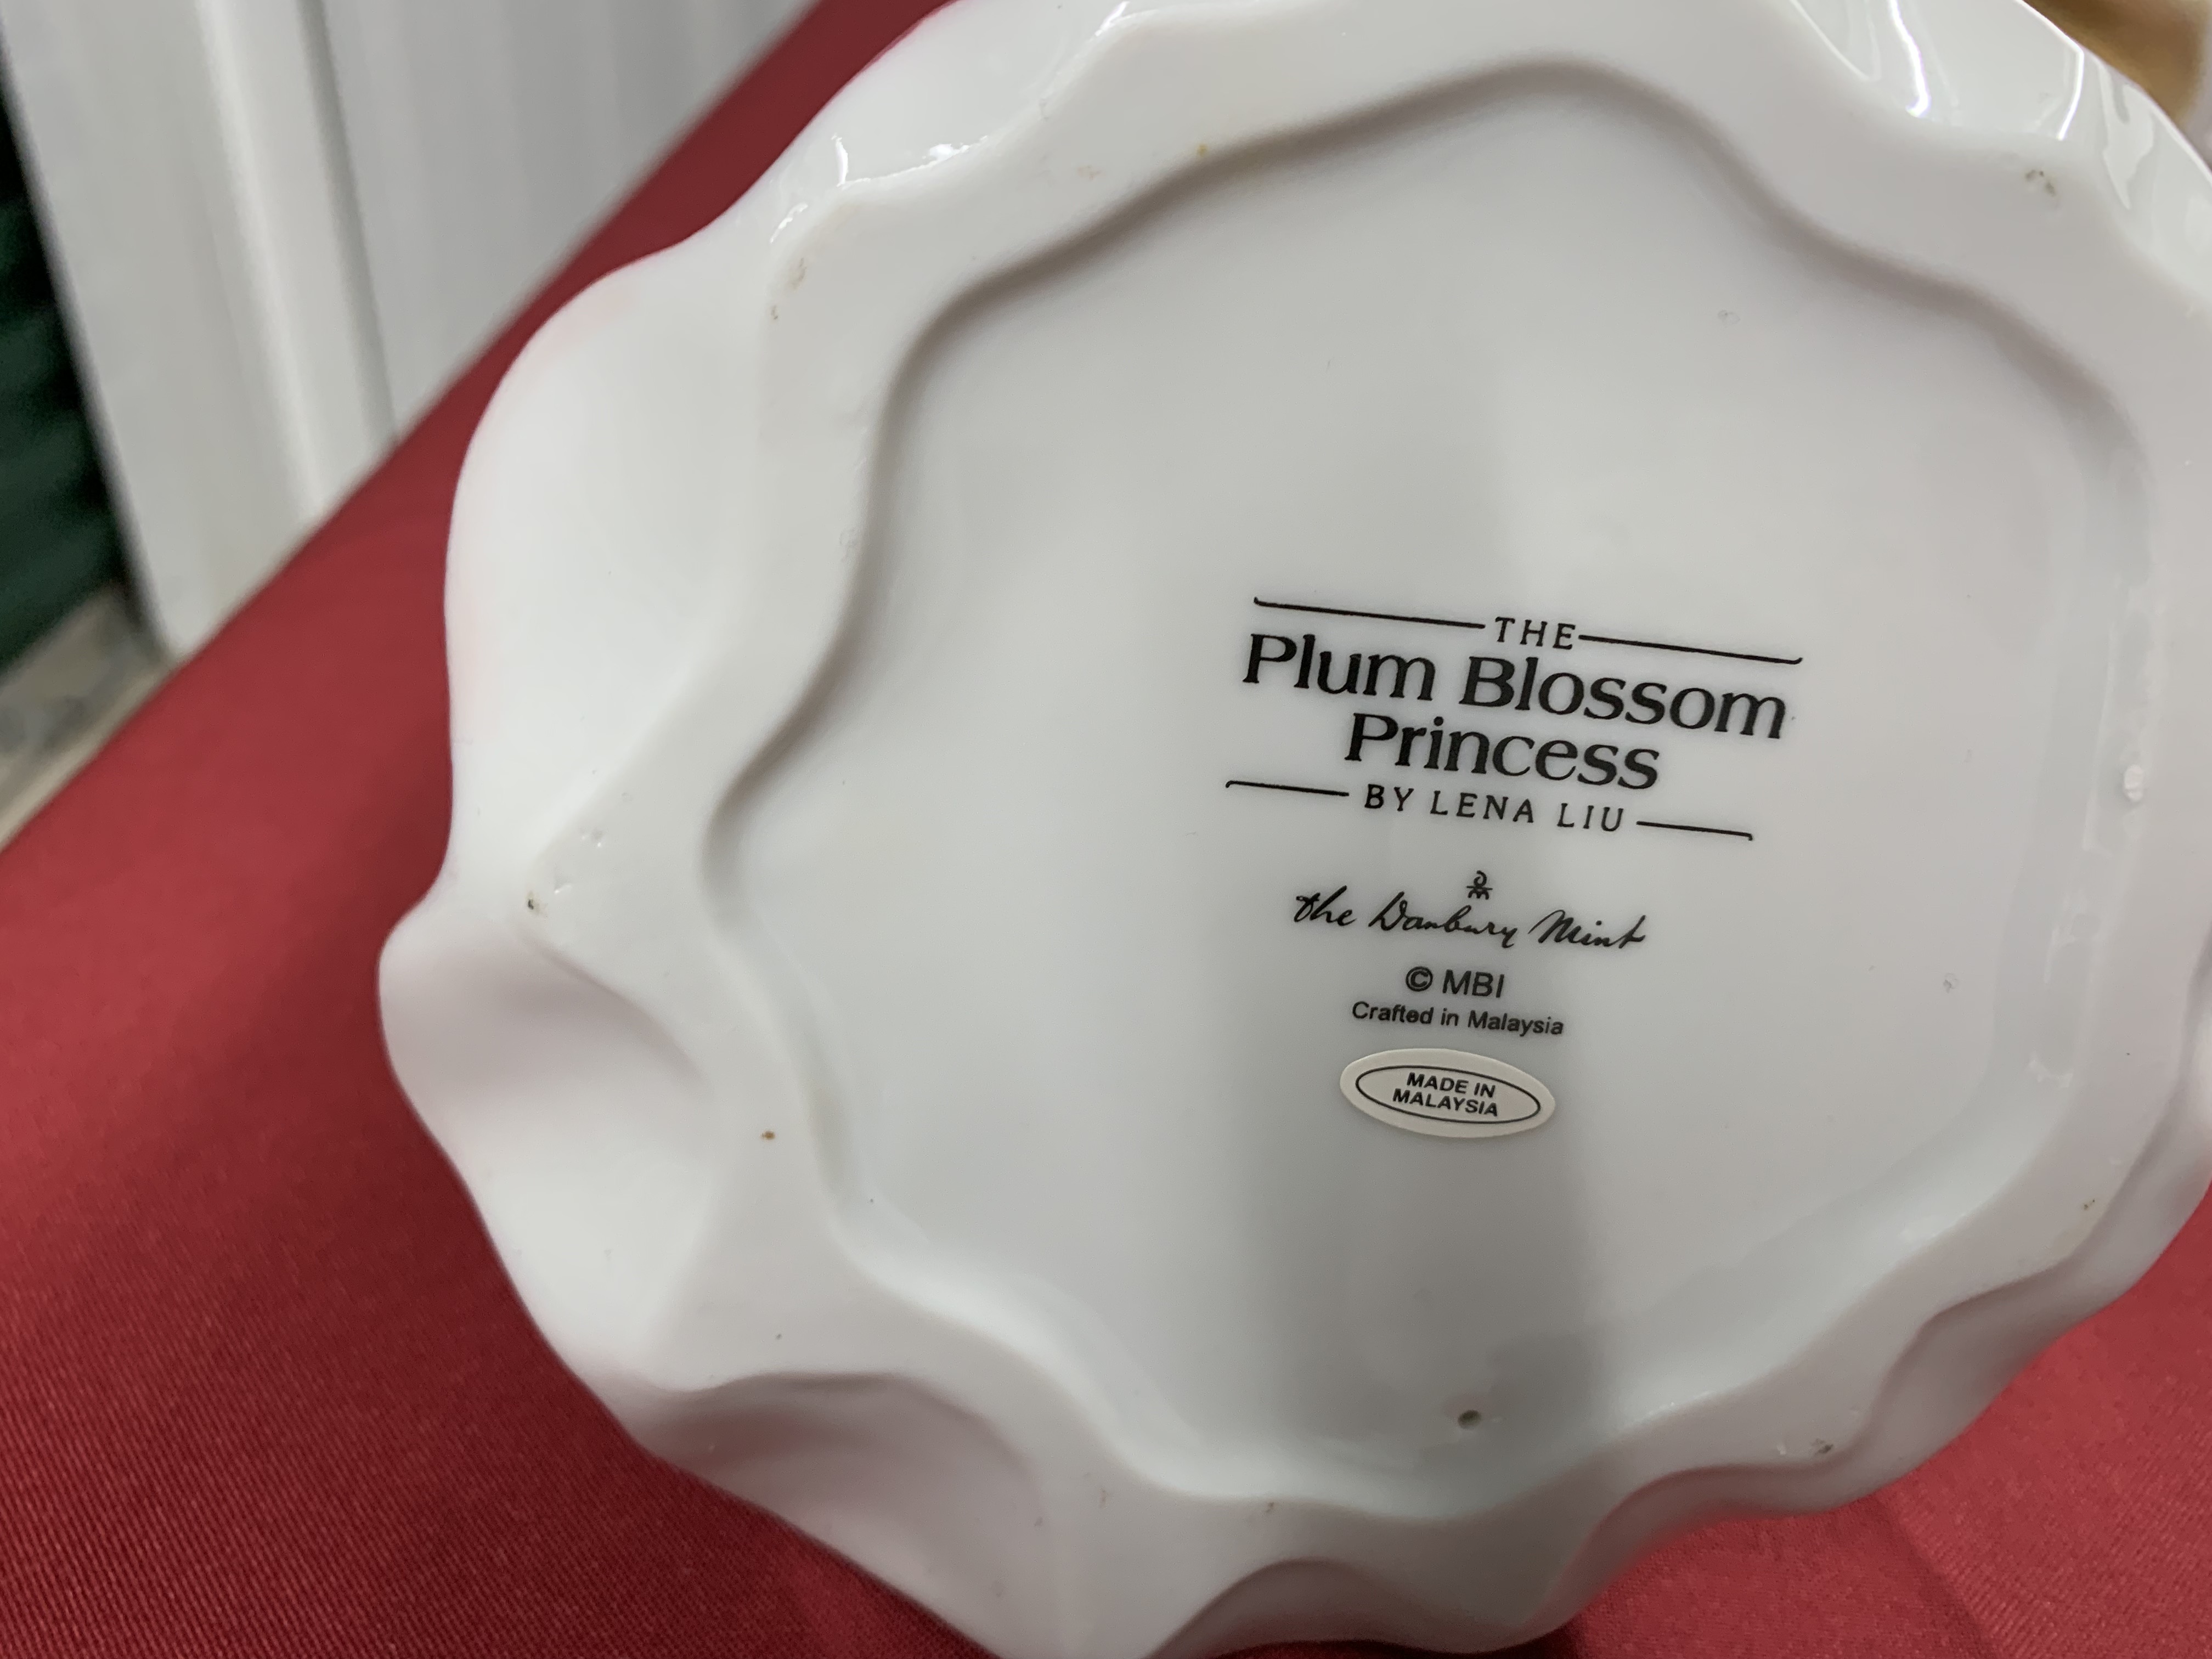 THE
Plum Blossom
Princess
BY LENA LIU
the Danbury Mint
© MBI
Crafted in Malaysia
MADE IN
MALAYSIA